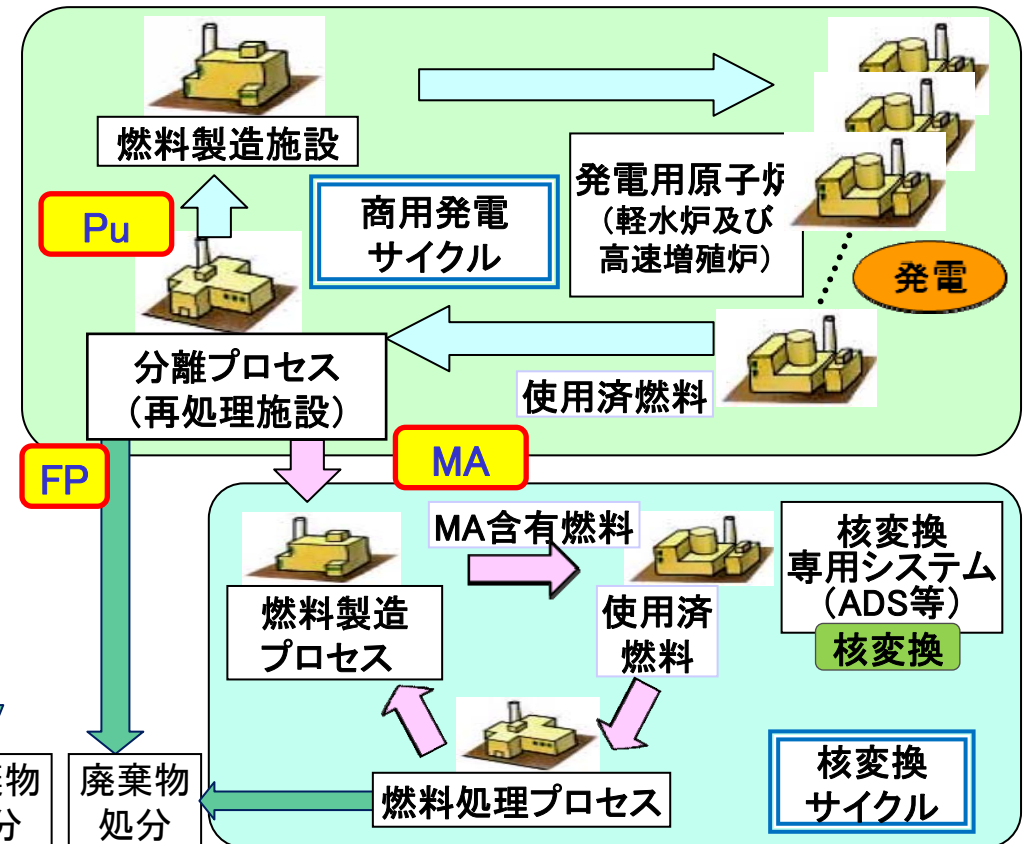 燃料製造施設
Pu
商用発電
サイクル
発電用原子炉
(軽水炉及び
高速増殖炉)
発電
分離プロセス
(再処理施設)
使用済燃料
FP
MA
MA含有燃料
核変換
専用システム
(ADS等)
核変換
燃料製造
プロセス
使用済
燃料
核変換
サイクル
燃料処理プロセス
物
分
廃棄物
処分